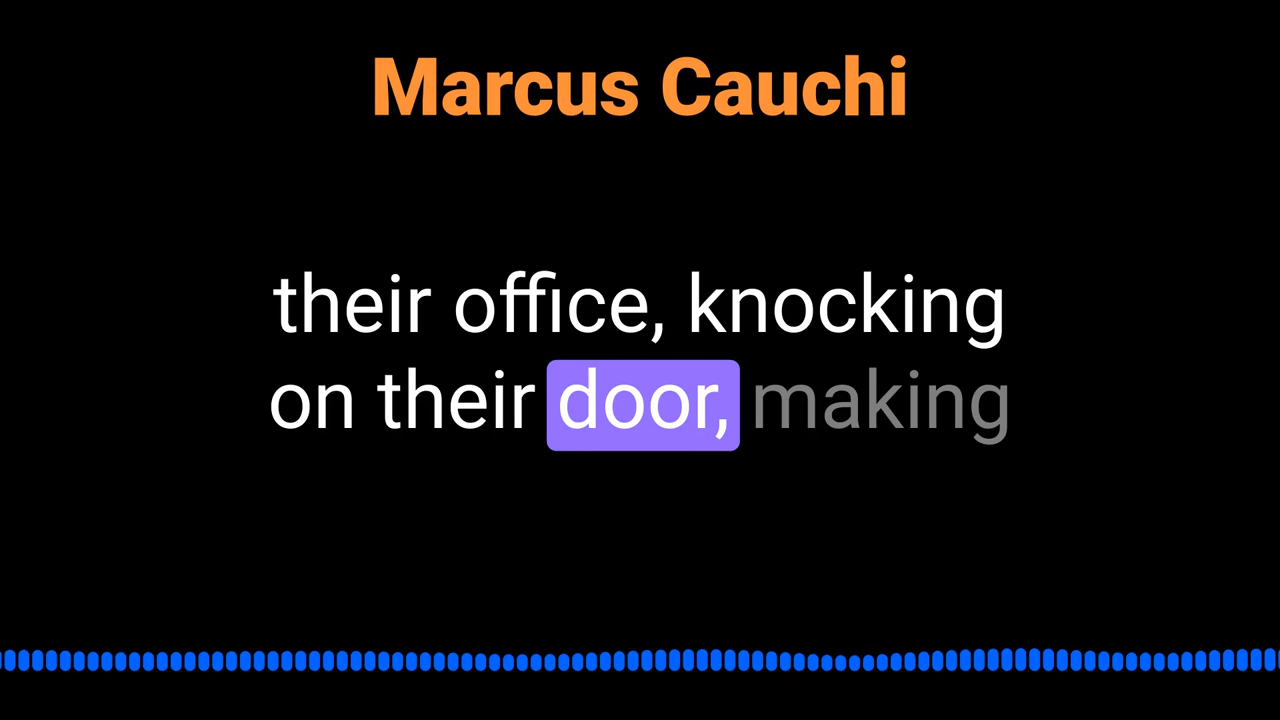 Marcus Cauchi
their office, knocking
on their door, making